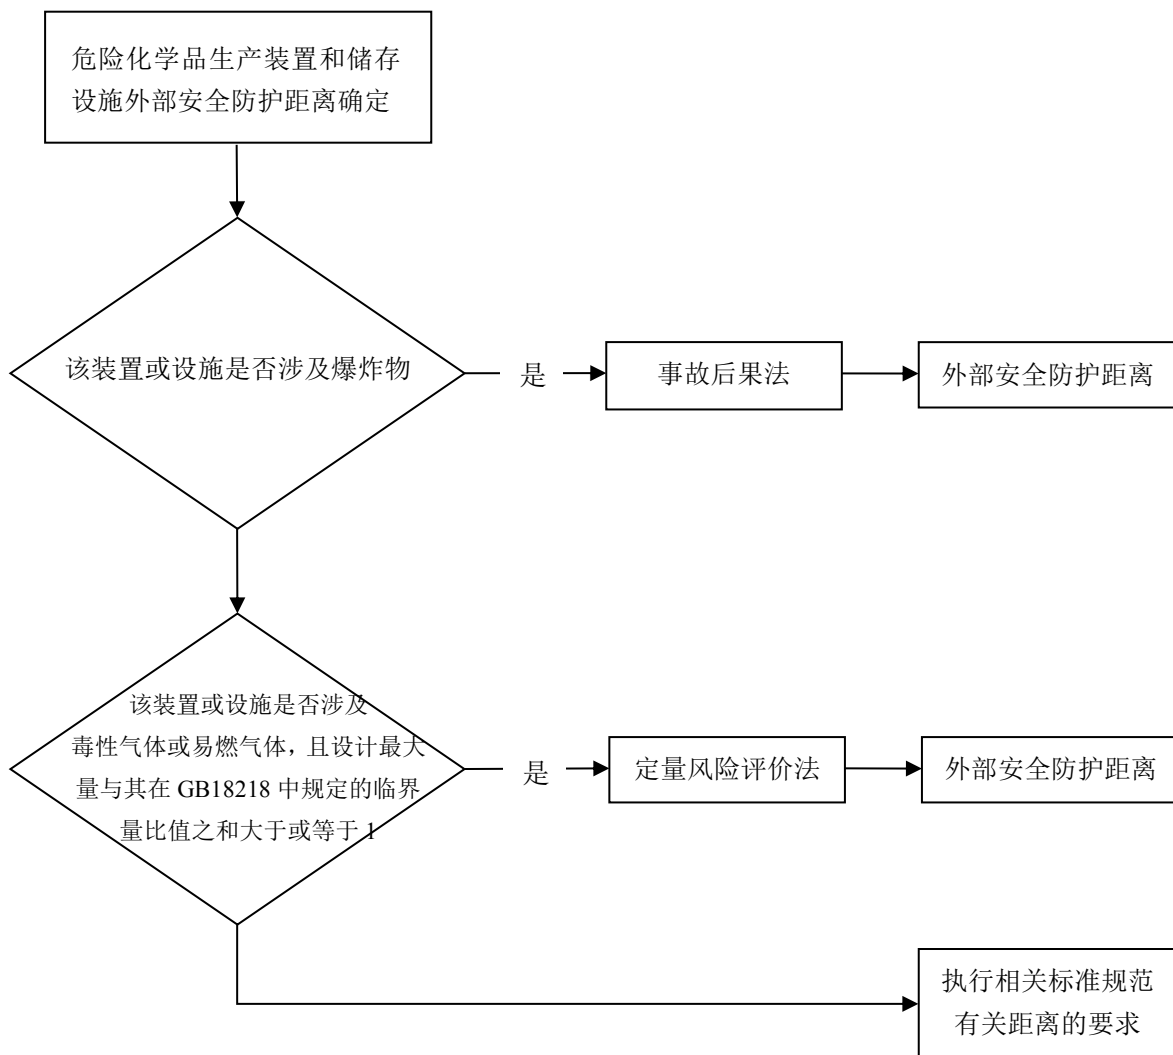 危险化学品生产装置和储存
设施外部安全防护距离确定
该装置或设施是否涉及爆炸物
是
事故后果法
外部安全防护距离
该装置或设施是否涉及
毒性气体或易燃气体，且设计最大
量与其在 GB18218 中规定的临界
量比值之和大于或等于 1
是
定量风险评价法
外部安全防护距离
执行相关标准规范
有关距离的要求